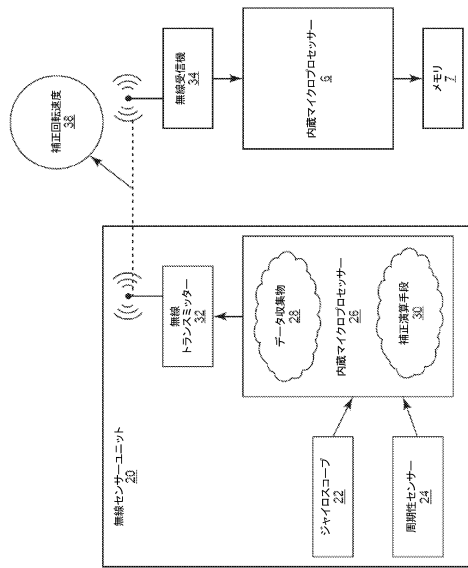 無線センサーユニット
20
ジャイロスコープ
22
周期性センサー
24
無線
トランスミッター
32
データ収集物
28
内蔵マイクロプロセッサー
26
補正演算手段
30
補正回転速度
38
無線受信機
34
内蔵マイクロプロセッサー
6
メモリ
7